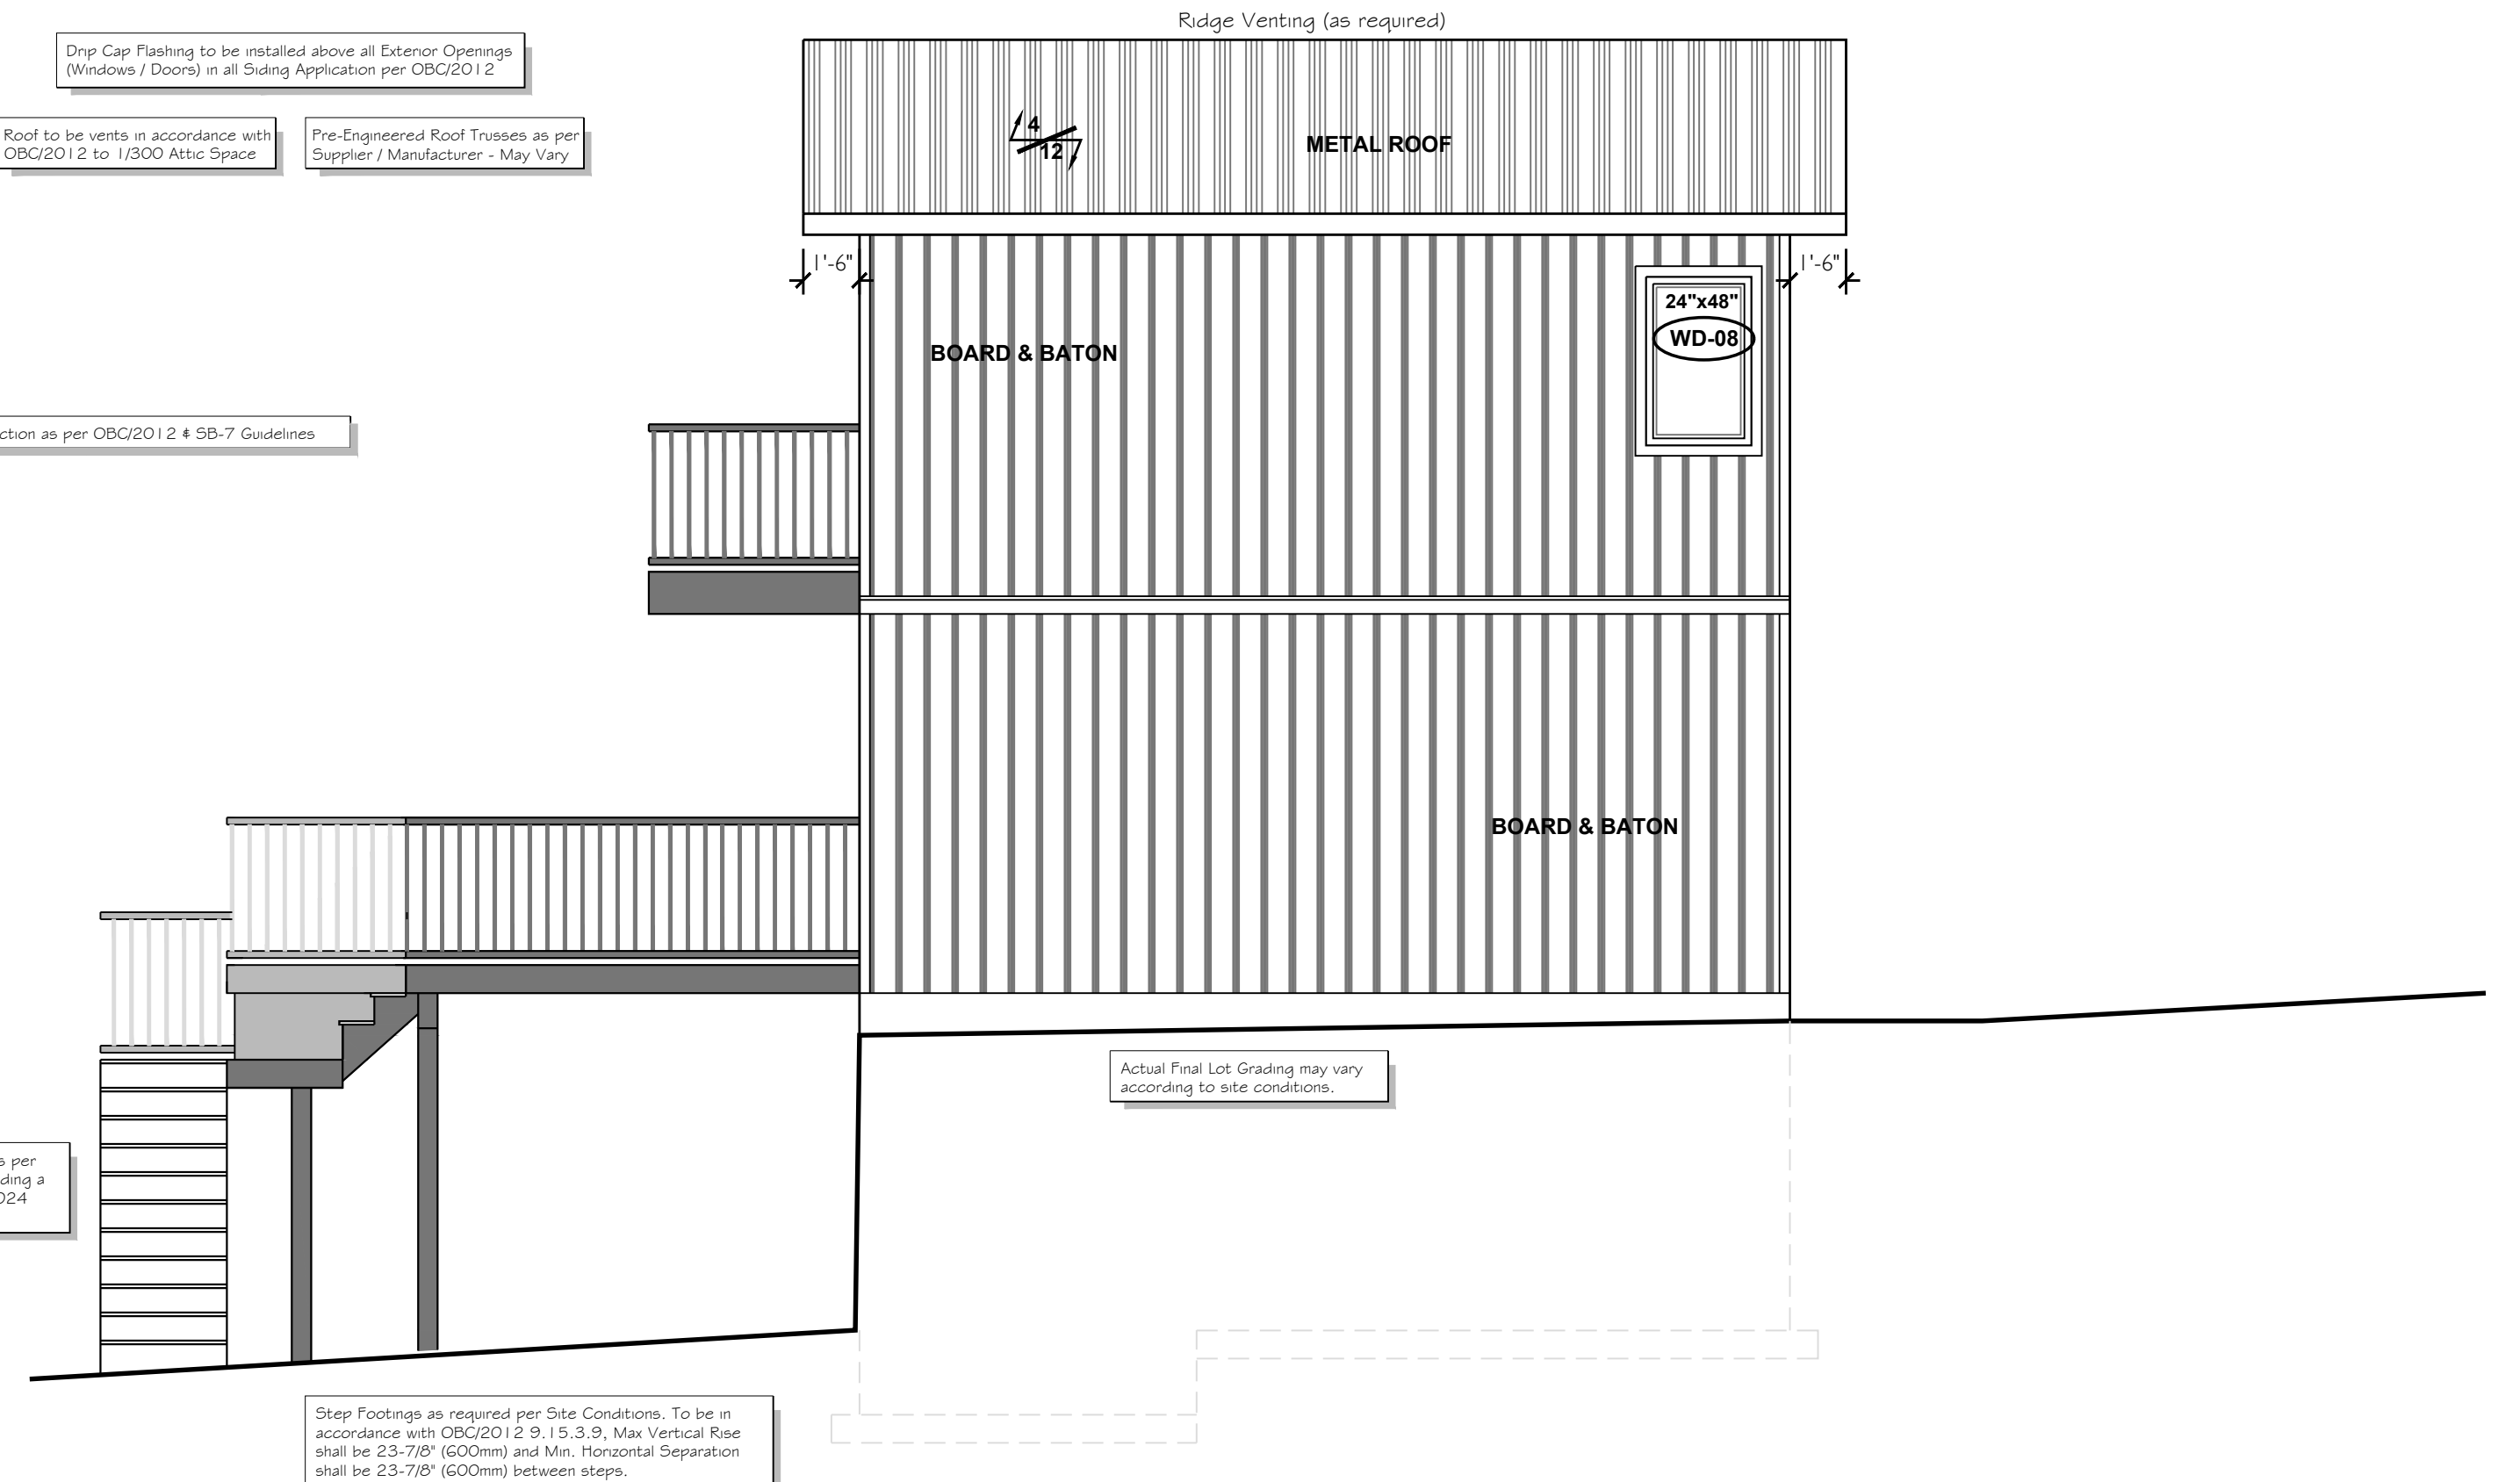 Ridge Venting (as required)
Drip Cap Flashing to be installed above all Exterior Openings
(Windows / Doors) in all Siding Application per OBC/2012
Roof to be vents in accordance with
OBC/2012 to 1/300 Attic Space
Pre-Engineered Roof Trusses as per
Supplier / Manufacturer - May Vary
4
12
METAL ROOF
1'-6"
1'-6"
24"x48"
WD-08
BOARD & BATON
ction as per OBC/2012 & SB-7 Guidelines
BOARD & BATON
Actual Final Lot Grading may vary
according to site conditions.
s per
ding a
024
Step Footings as required per Site Conditions. To be in
accordance with OBC/2012 9.15.3.9, Max Vertical Rise
shall be 23-7/8" (600mm) and Min. Horizontal Separation
shall be 23-7/8" (600mm) between steps.